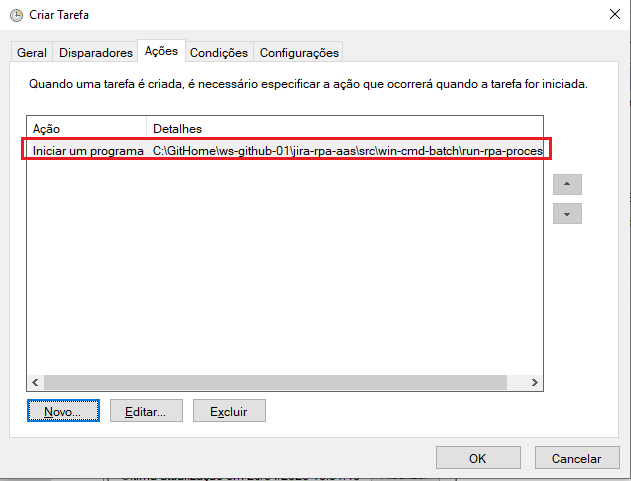 Criar Tarefa
Geral Disparadores Ações Condições Configurações
Quando uma tarefa é criada, é necessário especificar a ação que ocorrerá quando a tarefa for iniciada.
Ação Detalhes
Iniciar um programa C:\GitHome\ws-github-01\jira-rpa-aas\src\win-cmd-batch\run-rpa-proces
Novo... Editar... Excluir
OK Cancelar